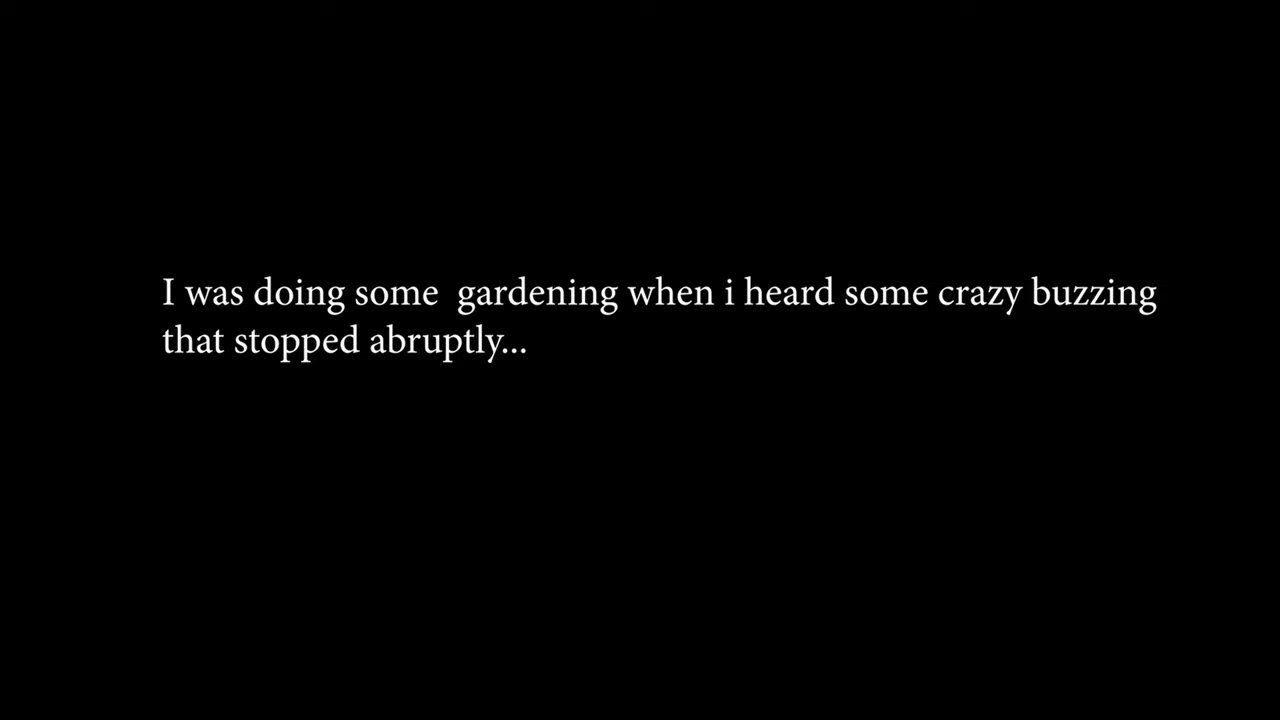 I was doing some  gardening when i heard some crazy buzzing
that stopped abruptly...